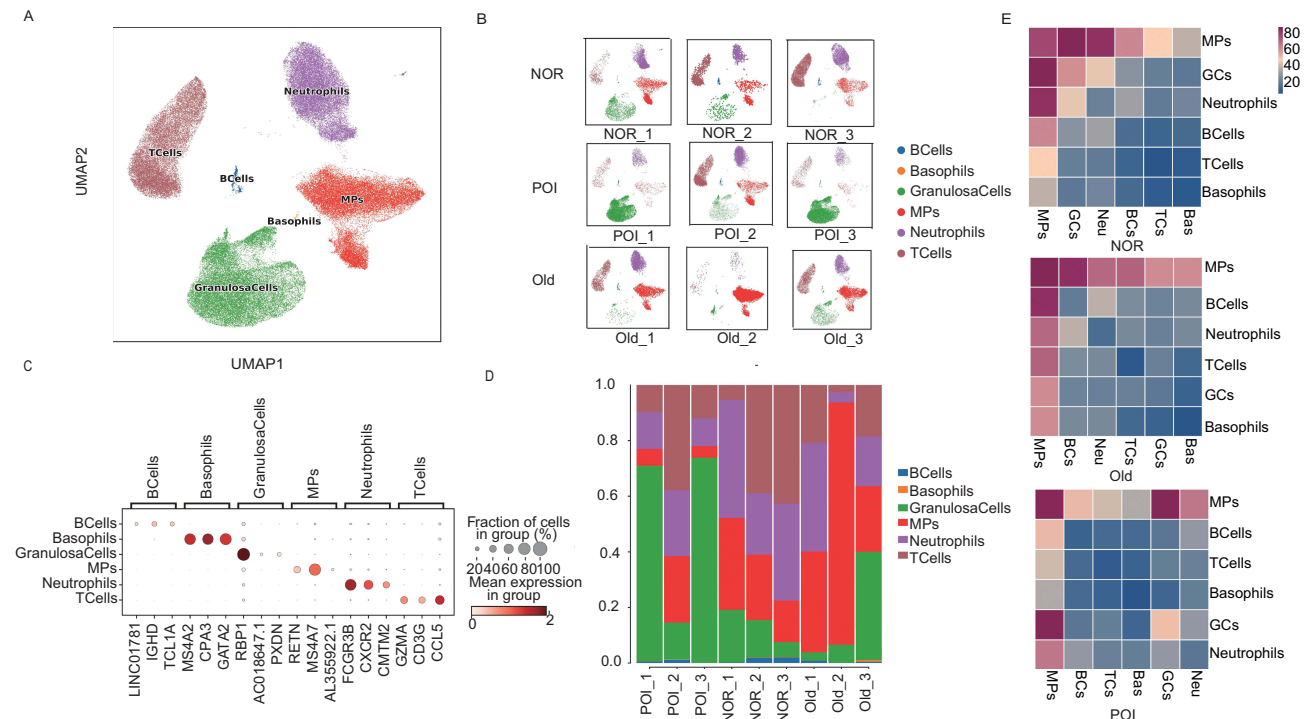 A
UMAP2
Neutrophils
TCells
BCells
MPs
Basophils
GranulosaCells
UMAP1
B
NOR
NOR_1
NOR_2
NOR_3
POI
POI_1
POI_2
POI_3
Old
Old_1
Old_2
Old_3
BCells
Basophils
GranulosaCells
MPs
Neutrophils
TCells
C
BCells
Basophils
GranulosaCells
MPs
Neutrophils
TCells
BCells
Basophils
GranulosaCells
MPs
Neutrophils
TCells
LINC01781
IGHD
TCL1A
MS4A2
CPA3
GATA2
RBP1
AC018647.1
PXDN
RETN
MS4A7
AL355922.1
FCGR3B
CXCR2
CMTM2
GZMA
CD3G
CCL5
Fraction of cells
in group (%)
20406080100
Mean expression
in group
0 2
D
1.0
0.8
0.6
0.4
0.2
0.0
POI_1
POI_2
POI_3
NOR_1
NOR_2
NOR_3
Old_1
Old_2
Old_3
BCells
Basophils
GranulosaCells
MPs
Neutrophils
TCells
E
MPs
GCs
Neutrophils
BCells
TCells
Basophils
MPs GCs Neu BCs TCs Bas
NOR
80
60
40
20
MPs
BCells
Neutrophils
TCells
GCs
Basophils
MPs BCs Neu TCs GCs Bas
Old
MPs
BCells
TCells
Basophils
GCs
Neutrophils
MPs BCs TCs Bas GCs Neu
POI